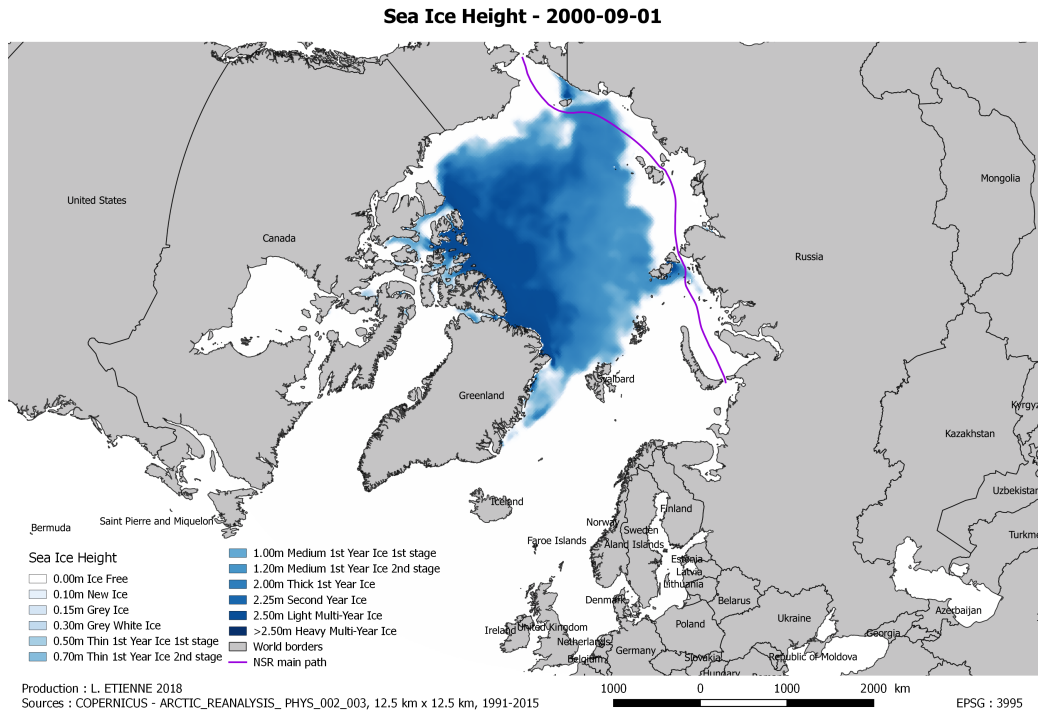 Sea Ice Height - 2000-09-01
Mongolia
United States
Canada
Russia
Svalbard
Greenland
Kyrgyz
Kazakhstan
Uzbekistan
Iceland
Finland
Bermuda
Saint Pierre and Miquelon
Norway
Sweden
Turkme
Faroe Islands
Åland Islands
Estonia
Latvia
Lithuania
Denmark
Belarus
Azerbaijan
Ukraine
Georgia
Ireland
United Kingdom
Netherlands
Germany
Belgium
Slovakia
Republic of Moldova
Hungary
Sea Ice Height
0.00m Ice Free
0.10m New Ice
0.15m Grey Ice
0.30m Grey White Ice
0.50m Thin 1st Year Ice 1st stage
0.70m Thin 1st Year Ice 2nd stage
1.00m Medium 1st Year Ice 1st stage
1.20m Medium 1st Year Ice 2nd stage
2.00m Thick 1st Year Ice
2.25m Second Year Ice
2.50m Light Multi-Year Ice
>2.50m Heavy Multi-Year Ice
World borders
NSR main path
Production : L. ETIENNE 2018
Sources : COPERNICUS - ARCTIC_REANALYSIS_ PHYS_002_003, 12.5 km x 12.5 km, 1991-2015
1000 0 1000 2000 km
EPSG : 3995